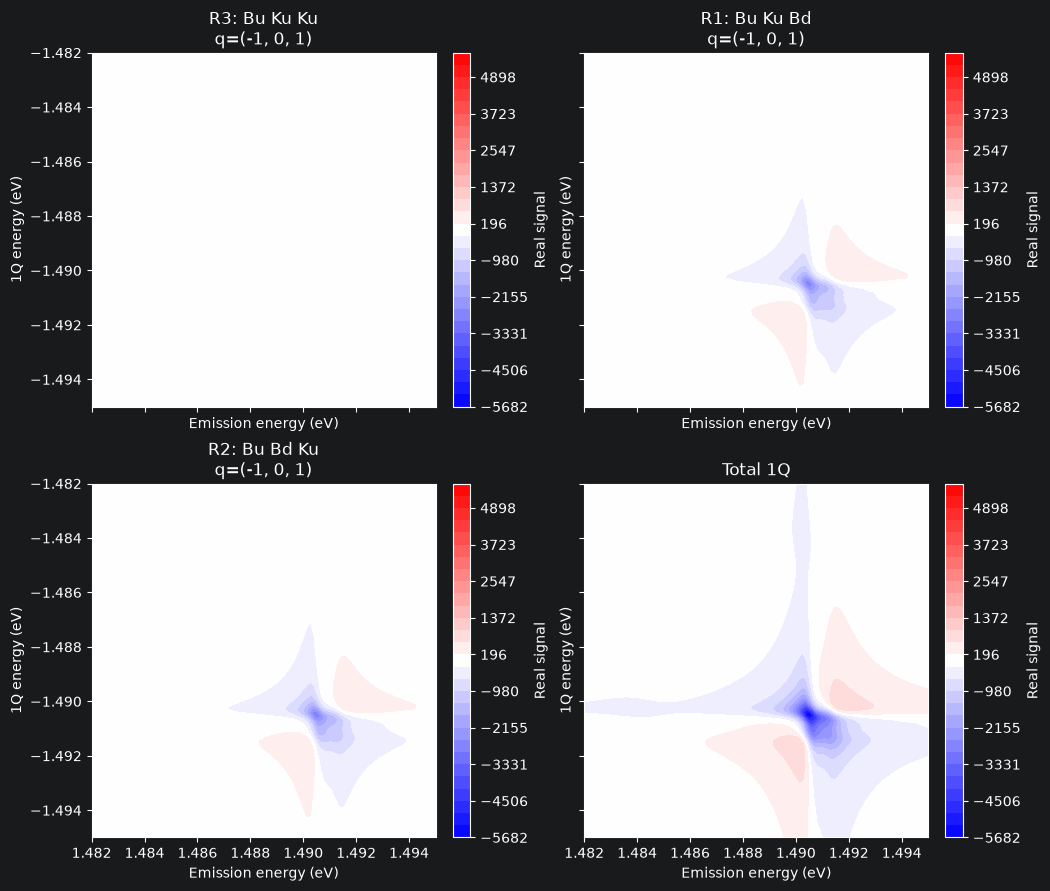 R3: Bu Ku Ku
q=(-1, 0, 1)
−1.482
−1.484
−1.486
−1.488
−1.490
−1.492
−1.494
1Q energy (eV)
Emission energy (eV)
4898
3723
2547
1372
196
−980
−2155
−3331
−4506
−5682
Real signal
R1: Bu Ku Bd
q=(-1, 0, 1)
1Q energy (eV)
Emission energy (eV)
4898
3723
2547
1372
196
−980
−2155
−3331
−4506
−5682
Real signal
R2: Bu Bd Ku
q=(-1, 0, 1)
−1.482
−1.484
−1.486
−1.488
−1.490
−1.492
−1.494
1Q energy (eV)
1.482 1.484 1.486 1.488 1.490 1.492 1.494
Emission energy (eV)
4898
3723
2547
1372
196
−980
−2155
−3331
−4506
−5682
Real signal
Total 1Q
1Q energy (eV)
1.482 1.484 1.486 1.488 1.490 1.492 1.494
Emission energy (eV)
4898
3723
2547
1372
196
−980
−2155
−3331
−4506
−5682
Real signal